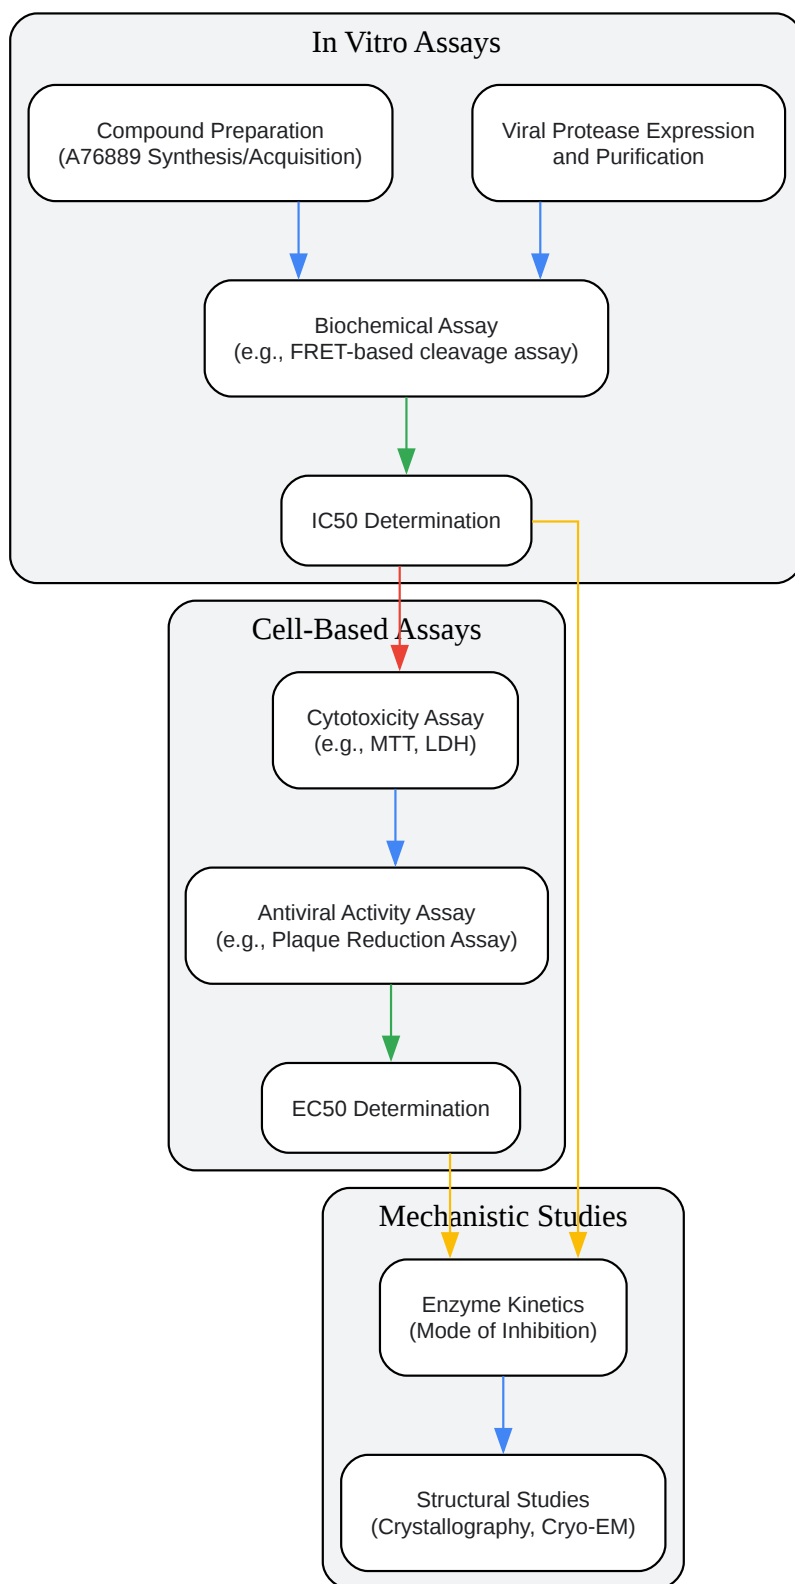 In Vitro Assays
Compound Preparation
(A76889 Synthesis/Acquisition)
Viral Protease Expression
and Purification
Biochemical Assay
(e.g., FRET-based cleavage assay)
IC50 Determination
Cell-Based Assays
Cytotoxicity Assay
(e.g., MTT, LDH)
Antiviral Activity Assay
(e.g., Plaque Reduction Assay)
EC50 Determination
Mechanistic Studies
Enzyme Kinetics
(Mode of Inhibition)
Structural Studies
(Crystallography, Cryo-EM)